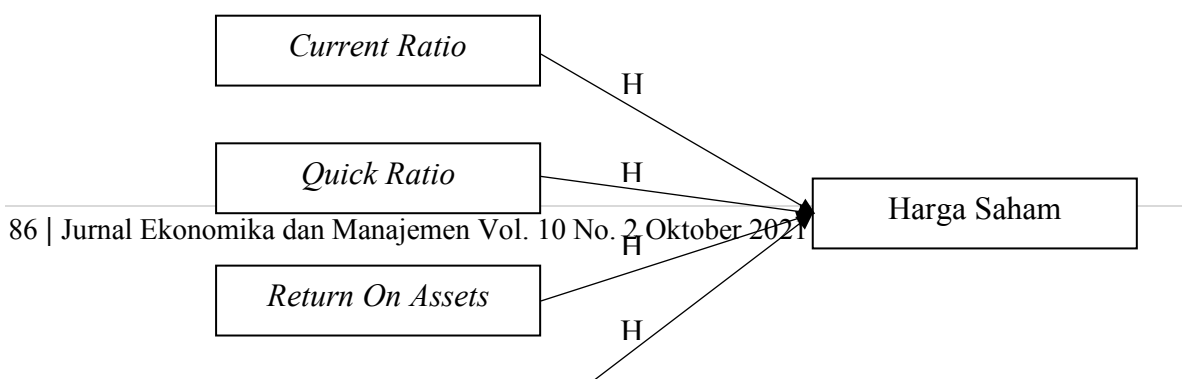 Current Ratio
H
Quick Ratio
H
Harga Saham
86 | Jurnal Ekonomika dan Manajemen Vol. 10 No. 2 Oktober 2021
H
Return On Assets
H